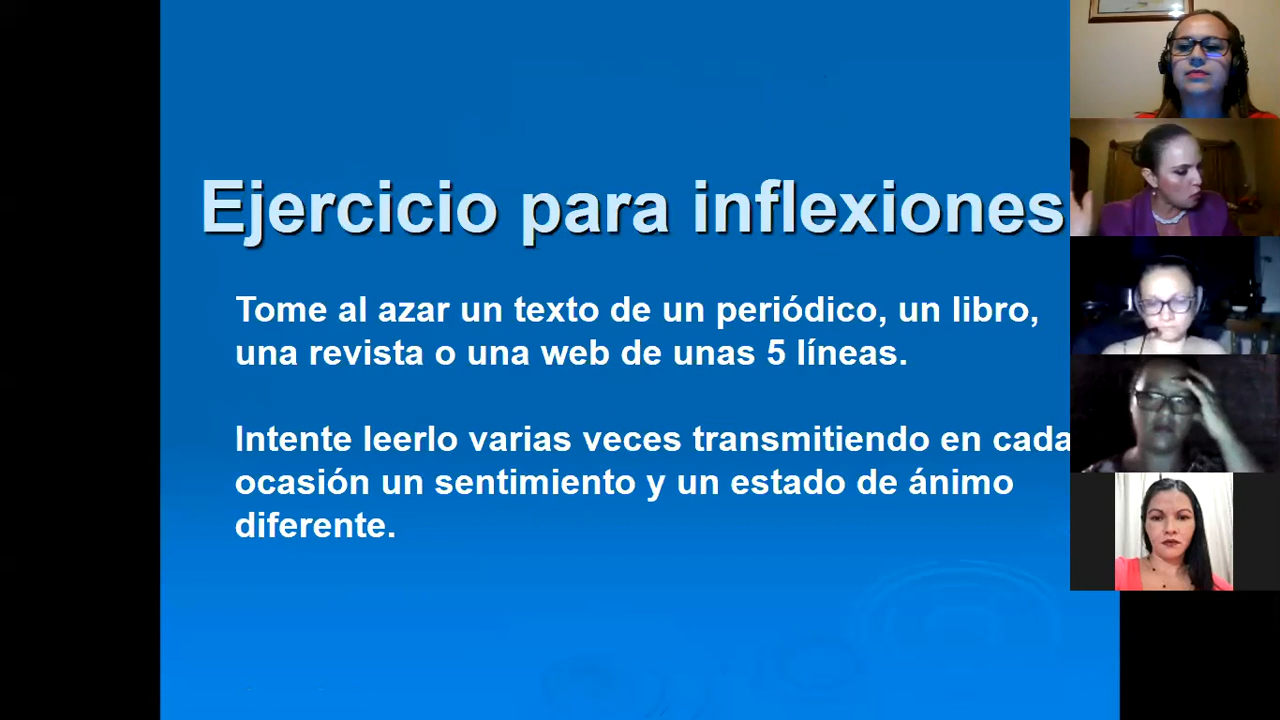 Ejercicio para inflexiones
Tome al azar un texto de un periódico, un libro,
una revista o una web de unas 5 líneas.
Intente leerlo varias veces transmitiendo en cada
ocasión un sentimiento y un estado de ánimo
diferente.